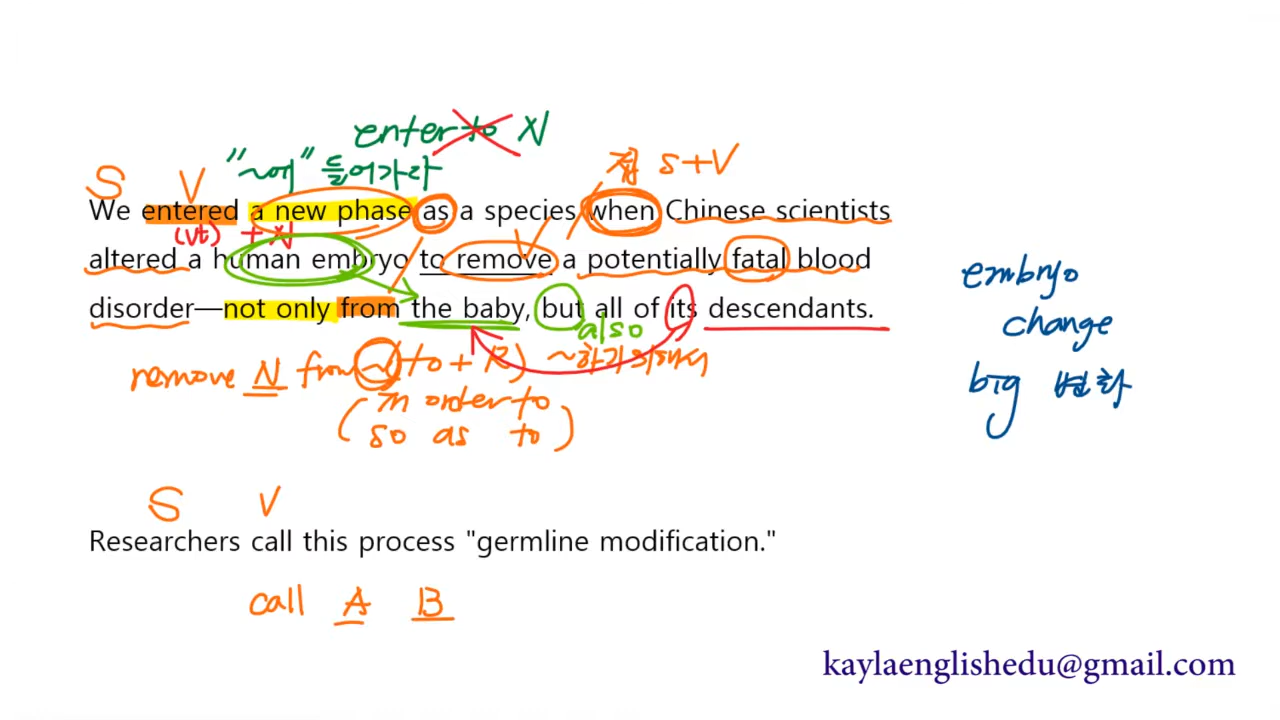 enter to N
"~에" 들어가다
접 S+V
S V
We entered a new phase as a species when Chinese scientists
(vt) + N
altered a human embryo to remove a potentially fatal blood
disorder—not only from the baby, but all of its descendants.
also
remove N from ~ (to + R) ~하기 위해서
(in order to
so as to)
embryo
change
big 변화
S V
Researchers call this process "germline modification."
call A B
kaylaenglishedu@gmail.com